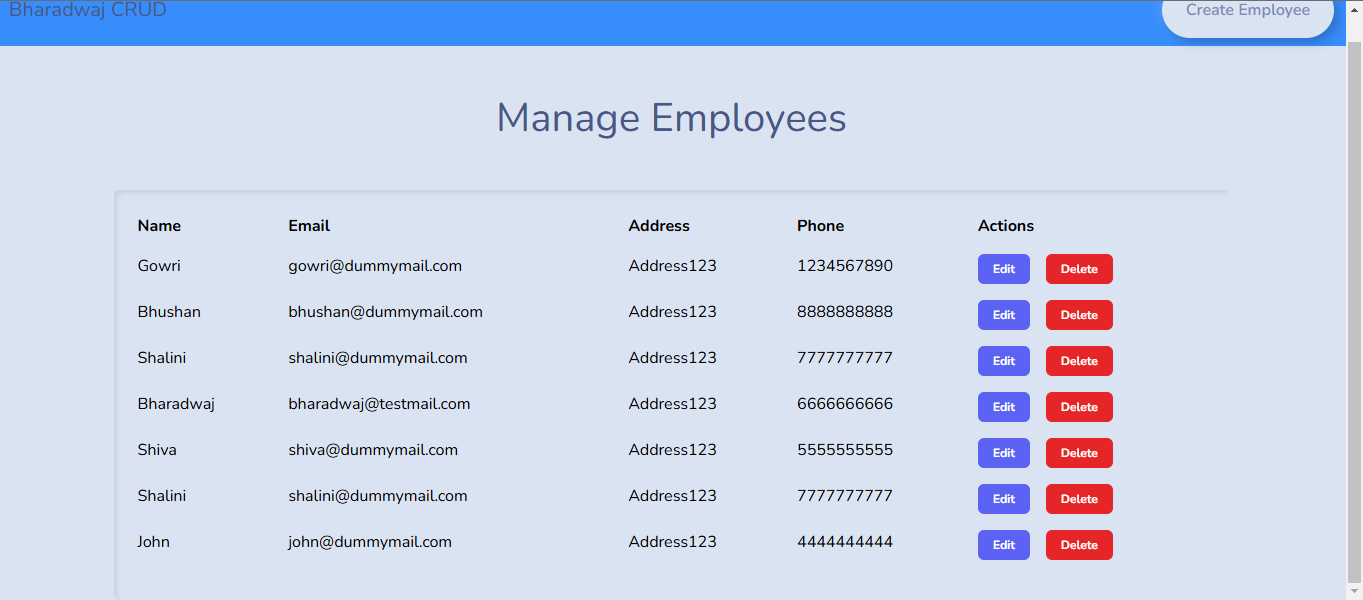 Bharadwaj CRUD Create Employee
Manage Employees
Name Email Address Phone Actions
Gowri gowri@dummymail.com Address123 1234567890 Edit Delete
Bhushan bhushan@dummymail.com Address123 8888888888 Edit Delete
Shalini shalini@dummymail.com Address123 7777777777 Edit Delete
Bharadwaj bharadwaj@testmail.com Address123 6666666666 Edit Delete
Shiva shiva@dummymail.com Address123 5555555555 Edit Delete
Shalini shalini@dummymail.com Address123 7777777777 Edit Delete
John john@dummymail.com Address123 4444444444 Edit Delete